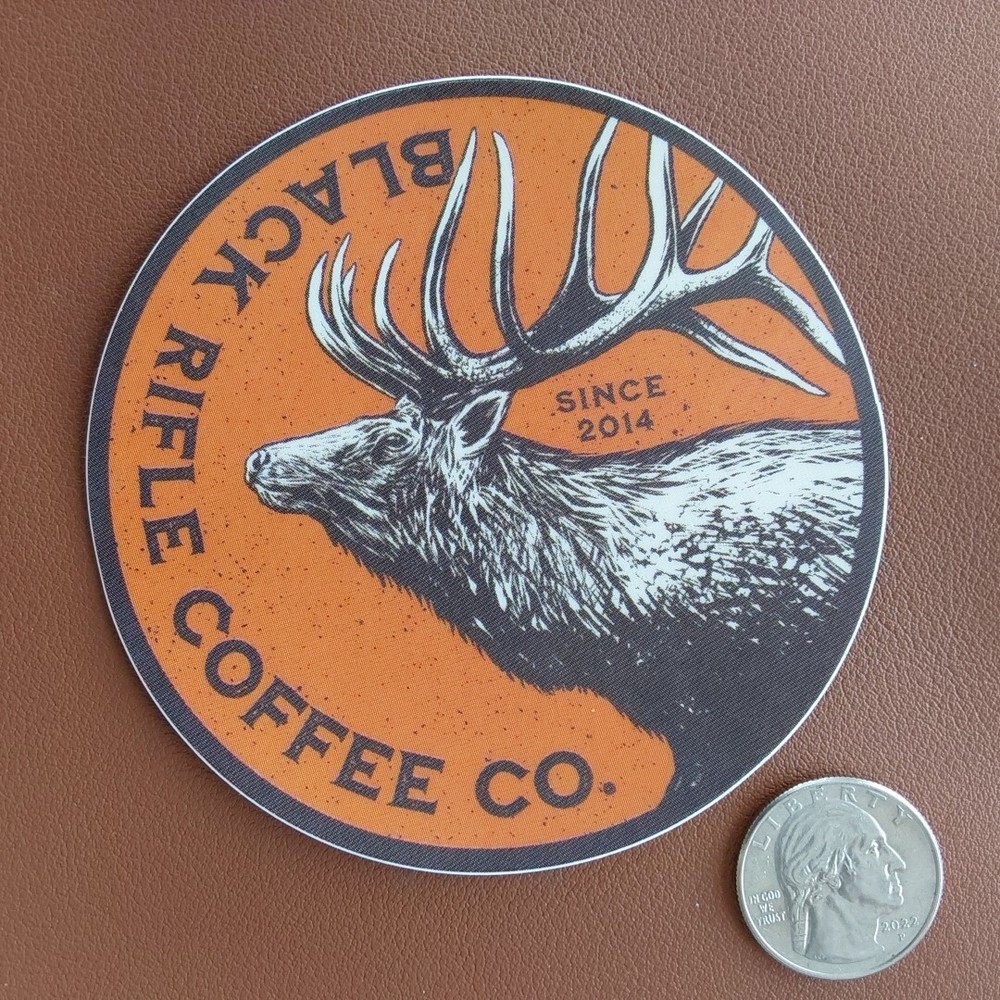 BLACK RIFLE COFFEE CO.
SINCE
2014
LIBERTY
IN GOD
WE
TRUST
2022
P